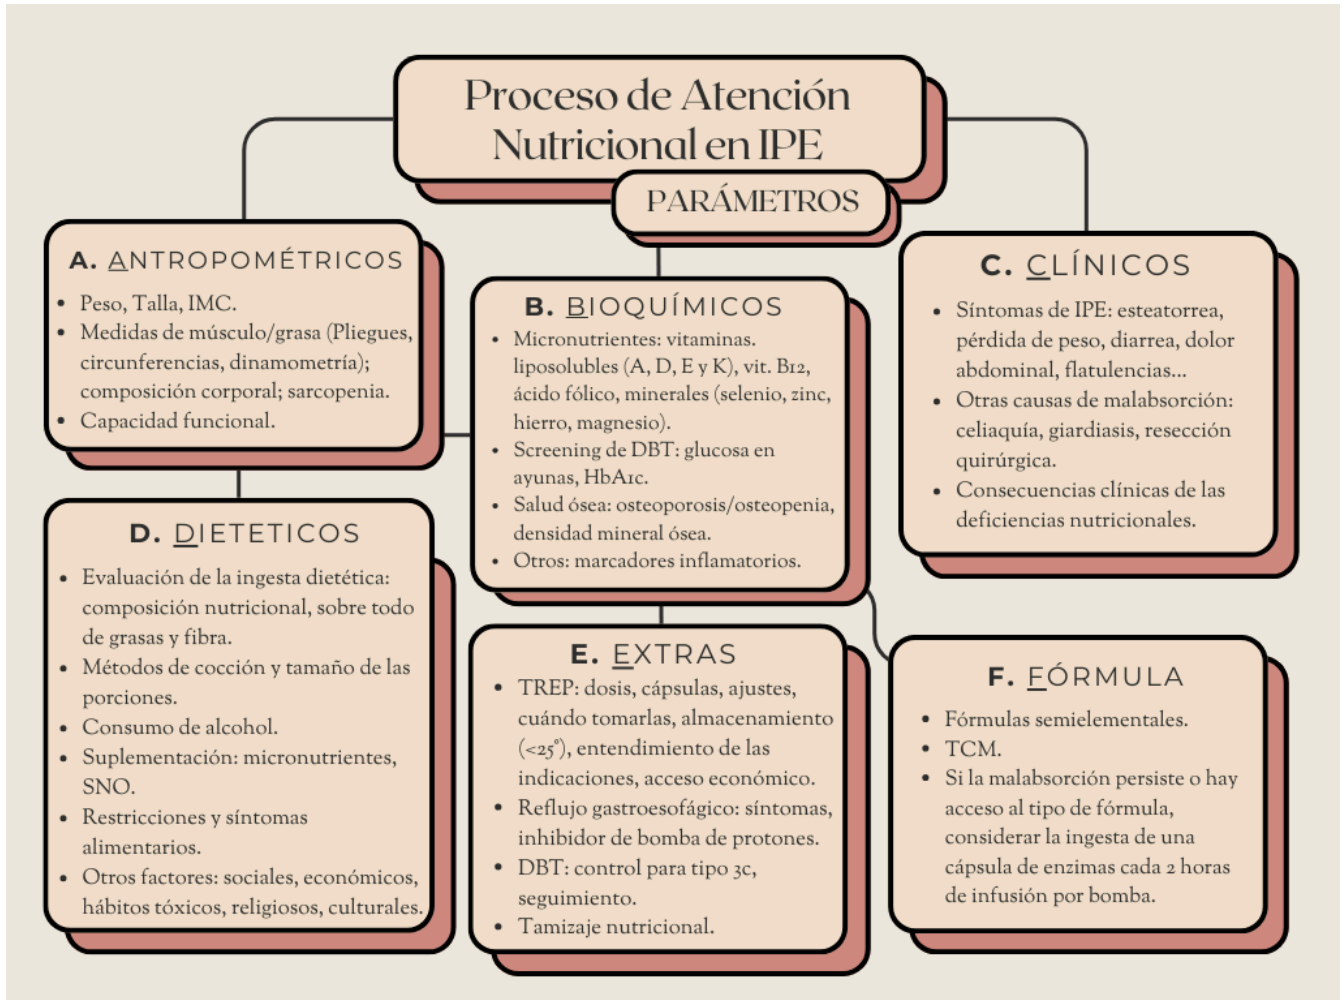 Proceso de Atención
Nutricional en IPE
PARÁMETROS
A. ANTROPOMÉTRICOS
• Peso, Talla, IMC.
• Medidas de músculo/grasa (Pliegues,
circunferencias, dinamometría);
composición corporal; sarcopenia.
• Capacidad funcional.
B. BIOQUÍMICOS
• Micronutrientes: vitaminas.
liposolubles (A, D, E y K), vit. B12,
ácido fólico, minerales (selenio, zinc,
hierro, magnesio).
• Screening de DBT: glucosa en
ayunas, HbA1c.
• Salud ósea: osteoporosis/osteopenia,
densidad mineral ósea.
• Otros: marcadores inflamatorios.
C. CLÍNICOS
• Síntomas de IPE: esteatorrea,
pérdida de peso, diarrea, dolor
abdominal, flatulencias...
• Otras causas de malabsorción:
celiaquía, giardiasis, resección
quirúrgica.
• Consecuencias clínicas de las
deficiencias nutricionales.
D. DIETETICOS
• Evaluación de la ingesta dietética:
composición nutricional, sobre todo
de grasas y fibra.
• Métodos de cocción y tamaño de las
porciones.
• Consumo de alcohol.
• Suplementación: micronutrientes,
SNO.
• Restricciones y síntomas
alimentarios.
• Otros factores: sociales, económicos,
hábitos tóxicos, religiosos, culturales.
E. EXTRAS
• TREP: dosis, cápsulas, ajustes,
cuándo tomarlas, almacenamiento
(<25°), entendimiento de las
indicaciones, acceso económico.
• Reflujo gastroesofágico: síntomas,
inhibidor de bomba de protones.
• DBT: control para tipo 3c,
seguimiento.
• Tamizaje nutricional.
F. FÓRMULA
• Fórmulas semielementales.
• TCM.
• Si la malabsorción persiste o hay
acceso al tipo de fórmula,
considerar la ingesta de una
cápsula de enzimas cada 2 horas
de infusión por bomba.